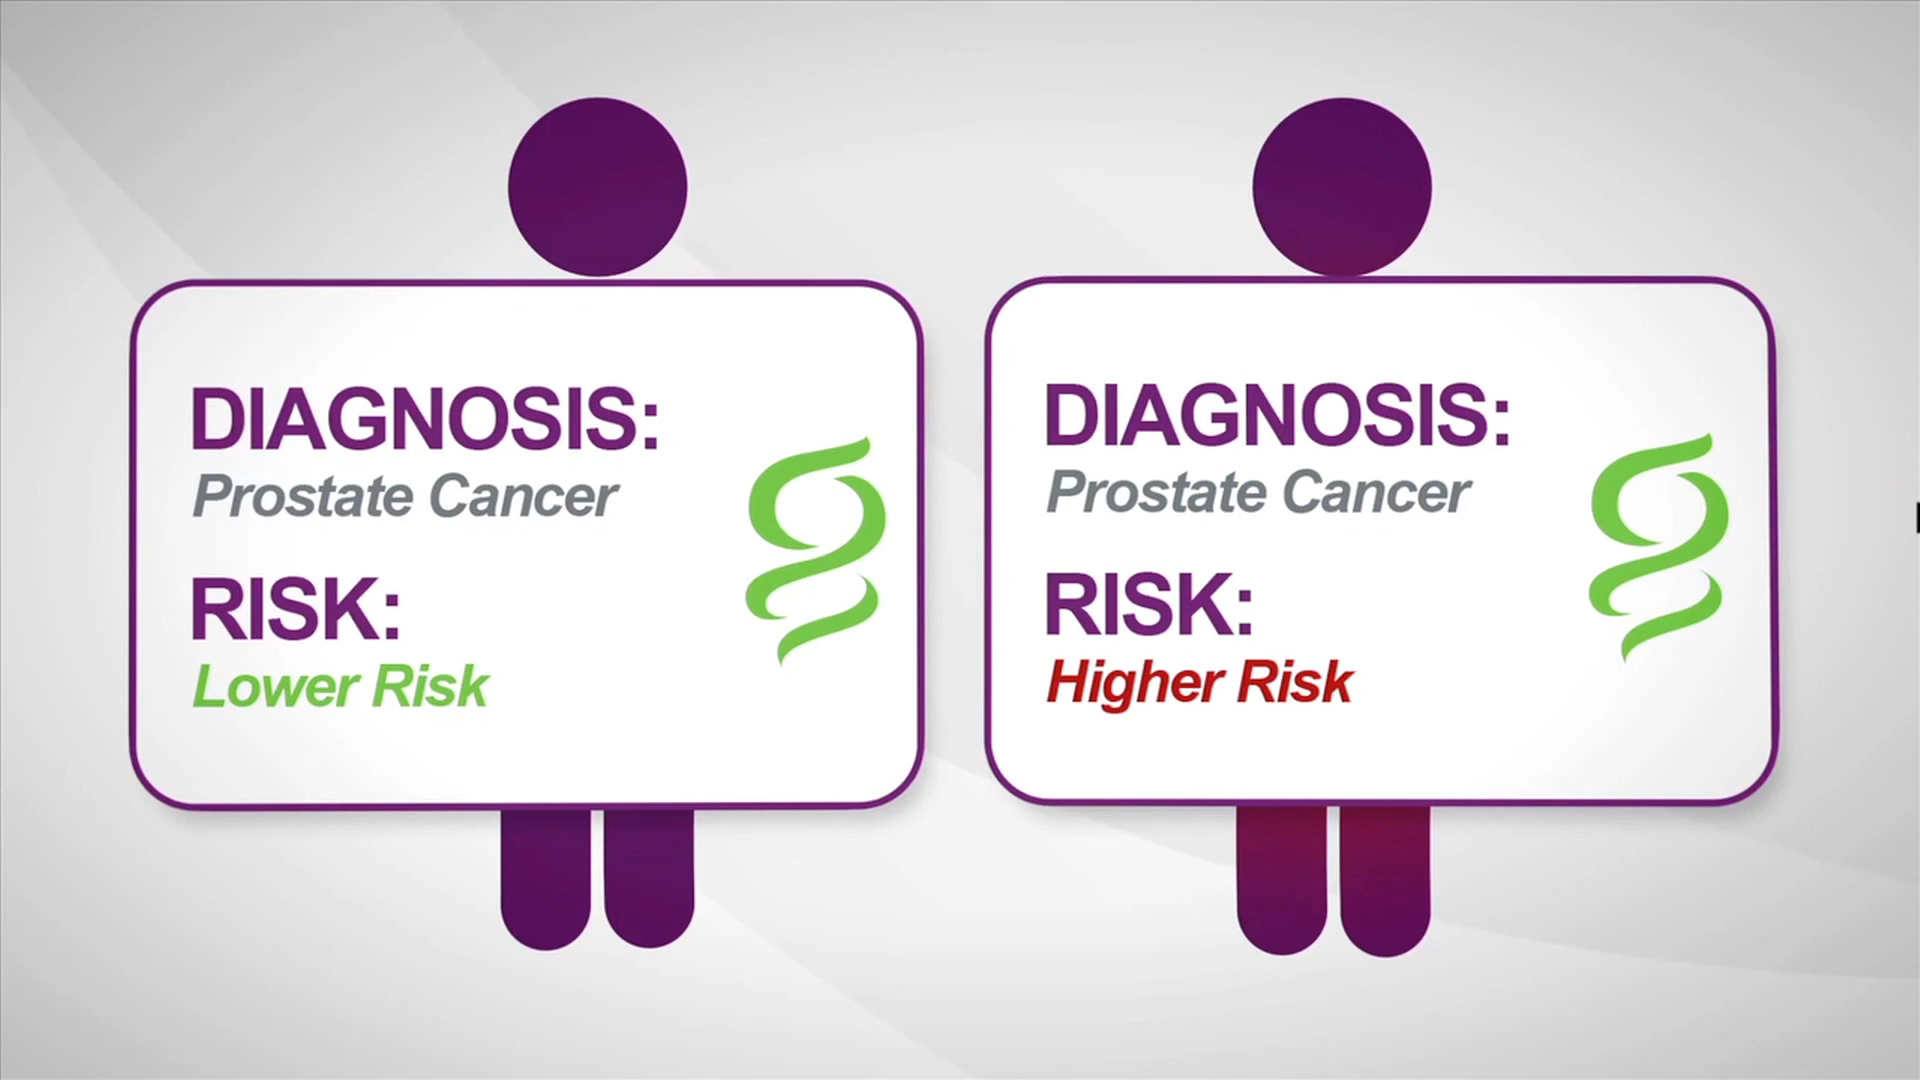 DIAGNOSIS:
Prostate Cancer
RISK:
Lower Risk
DIAGNOSIS:
Prostate Cancer
RISK:
Higher Risk